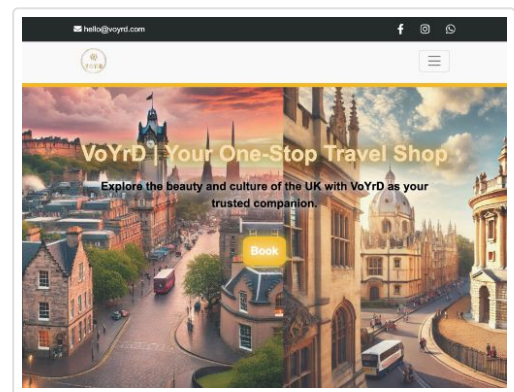 hello@voyrd.com
VOYRD
VoYrD | Your One-Stop Travel Shop
Explore the beauty and culture of the UK with VoYrD as your
trusted companion.
Book